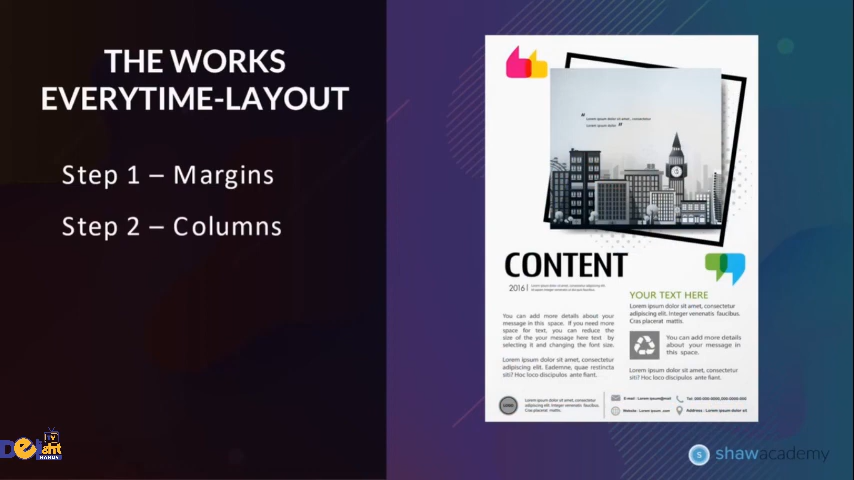 THE WORKS
EVERYTIME-LAYOUT
Step 1 – Margins
Step 2 – Columns
CONTENT
2016
You can add more details about your
message in this space. If you need more
space for text, you can reduce the
size of the your message here text by
selecting it and changing the font size.
Lorem ipsum dolor sit amet, consectetur
adipiscing elit. Eademne, quae restincta
siti? Hoc loco discipulos ante fiant.
YOUR TEXT HERE
Lorem ipsum dolor sit amet, consectetur
adipiscing elit. Integer venenatis faucibus.
Cras placerat mattis.
You can add more details
about your message in
this space.
Lorem ipsum dolor sit amet, consectetur
siti? Hoc loco discipulos ante fiant.
shawacademy